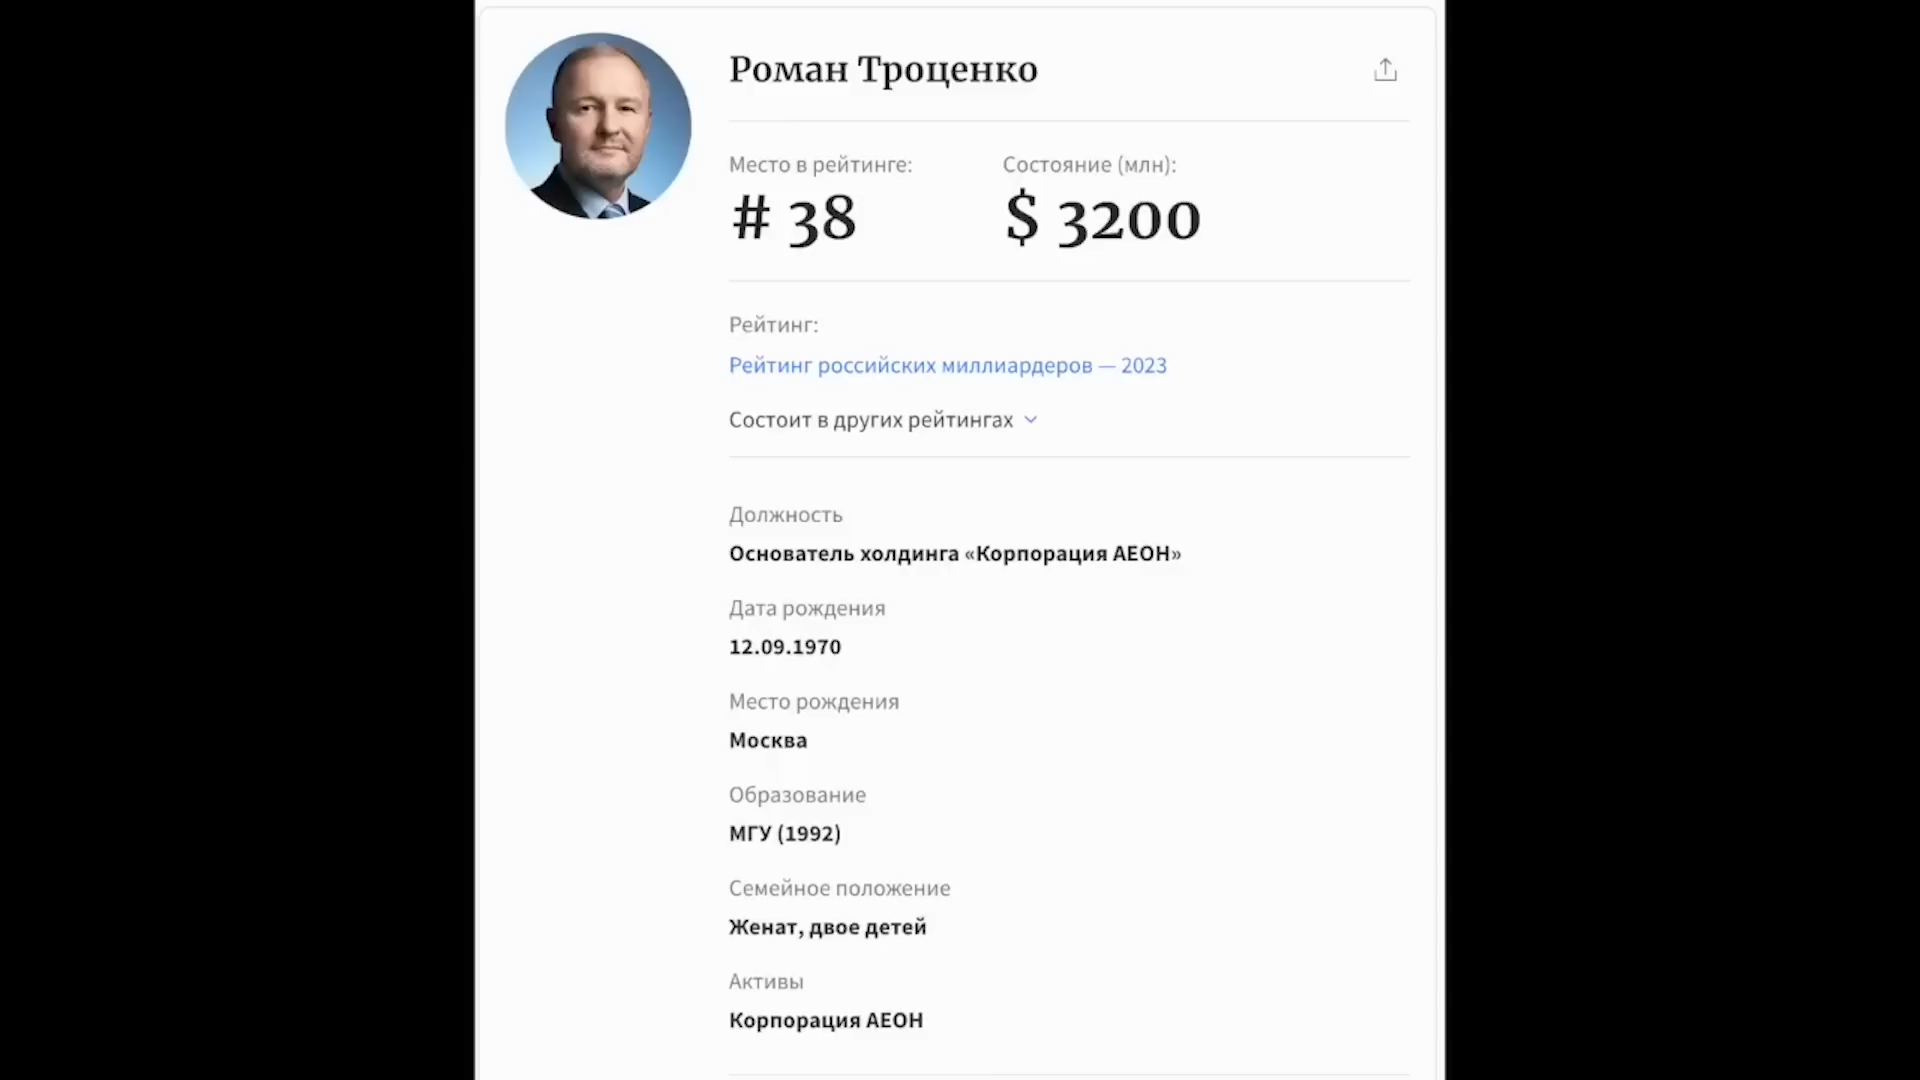 Роман Троценко
Место в рейтинге:
# 38
Состояние (млн):
$ 3200
Рейтинг:
Рейтинг российских миллиардеров — 2023
Состоит в других рейтингах
Должность
Основатель холдинга «Корпорация АЕОН»
Дата рождения
12.09.1970
Место рождения
Москва
Образование
МГУ (1992)
Семейное положение
Женат, двое детей
Активы
Корпорация АЕОН